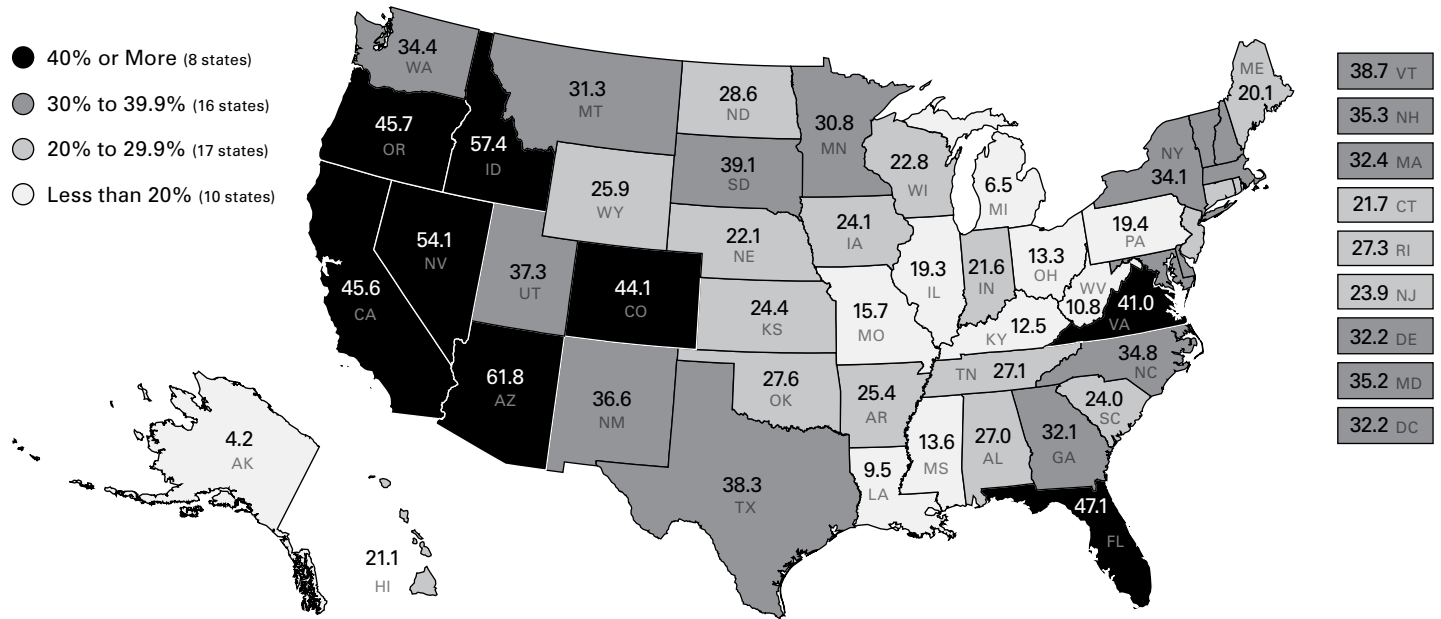 40% or More (8 states)
30% to 39.9% (16 states)
20% to 29.9% (17 states)
Less than 20% (10 states)
34.4
WA
45.7
OR
57.4
ID
31.3
MT
28.6
ND
30.8
MN
39.1
SD
25.9
WY
22.8
WI
6.5
MI
NY
34.1
ME
20.1
54.1
NV
45.6
CA
37.3
UT
44.1
CO
22.1
NE
24.1
IA
19.3
IL
21.6
IN
13.3
OH
19.4
PA
WV
10.8
41.0
VA
24.4
KS
15.7
MO
12.5
KY
61.8
AZ
36.6
NM
27.6
OK
25.4
AR
TN 27.1
34.8
NC
24.0
SC
38.3
TX
9.5
LA
13.6
MS
27.0
AL
32.1
GA
47.1
FL
4.2
AK
21.1
HI
38.7 VT
35.3 NH
32.4 MA
21.7 CT
27.3 RI
23.9 NJ
32.2 DE
35.2 MD
32.2 DC